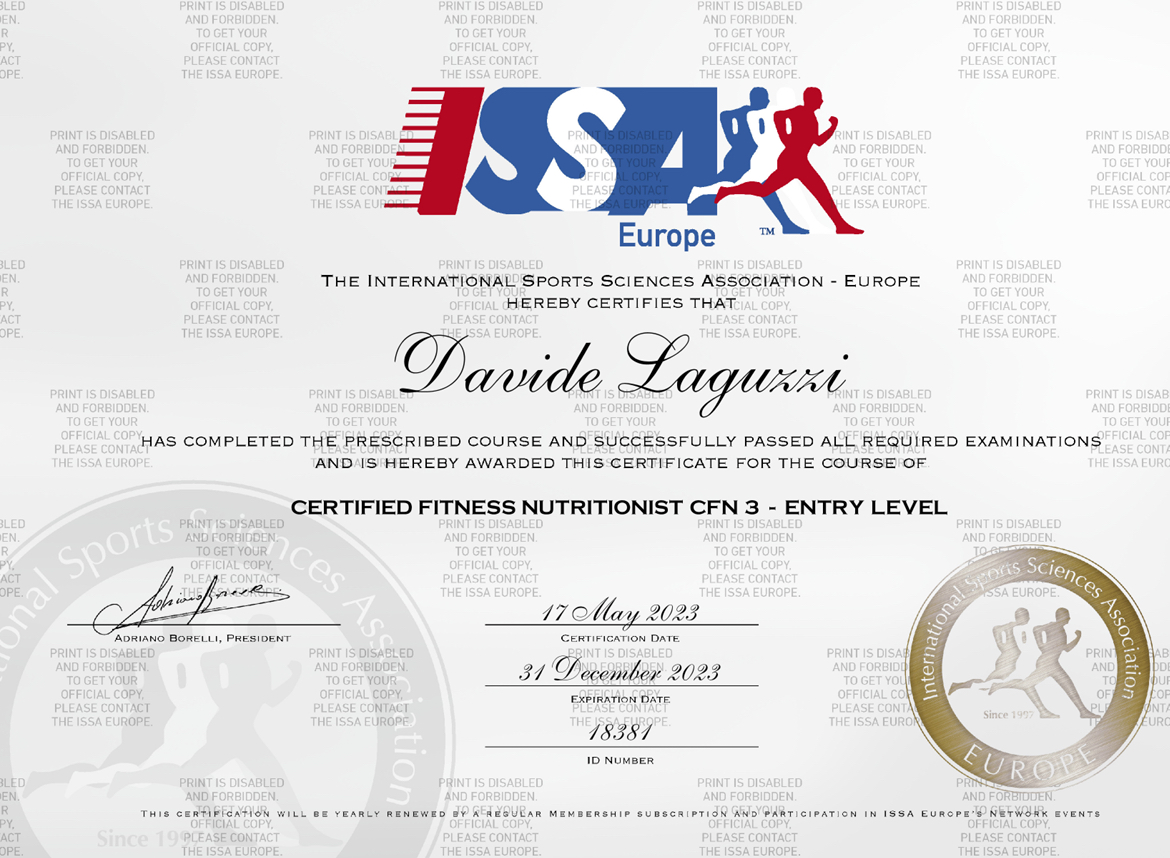 ISSA
Europe
TM
THE INTERNATIONAL SPORTS SCIENCES ASSOCIATION - EUROPE
HEREBY CERTIFIES THAT
Davide Laguzzi
HAS COMPLETED THE PRESCRIBED COURSE AND SUCCESSFULLY PASSED ALL REQUIRED EXAMINATIONS
AND IS HEREBY AWARDED THIS CERTIFICATE FOR THE COURSE OF
CERTIFIED FITNESS NUTRITIONIST CFN 3 - ENTRY LEVEL
ADRIANO BORELLI, PRESIDENT
17 May 2023
CERTIFICATION DATE
31 December 2023
EXPIRATION DATE
18381
ID NUMBER
International Sports Sciences Association
Since 1997
EUROPE
THIS CERTIFICATION WILL BE YEARLY RENEWED BY A REGULAR MEMBERSHIP SUBSCRIPTION AND PARTICIPATION IN ISSA EUROPE'S NETWORK EVENTS
PRINT IS DISABLED
AND FORBIDDEN.
TO GET YOUR
OFFICIAL COPY,
PLEASE CONTACT
THE ISSA EUROPE.